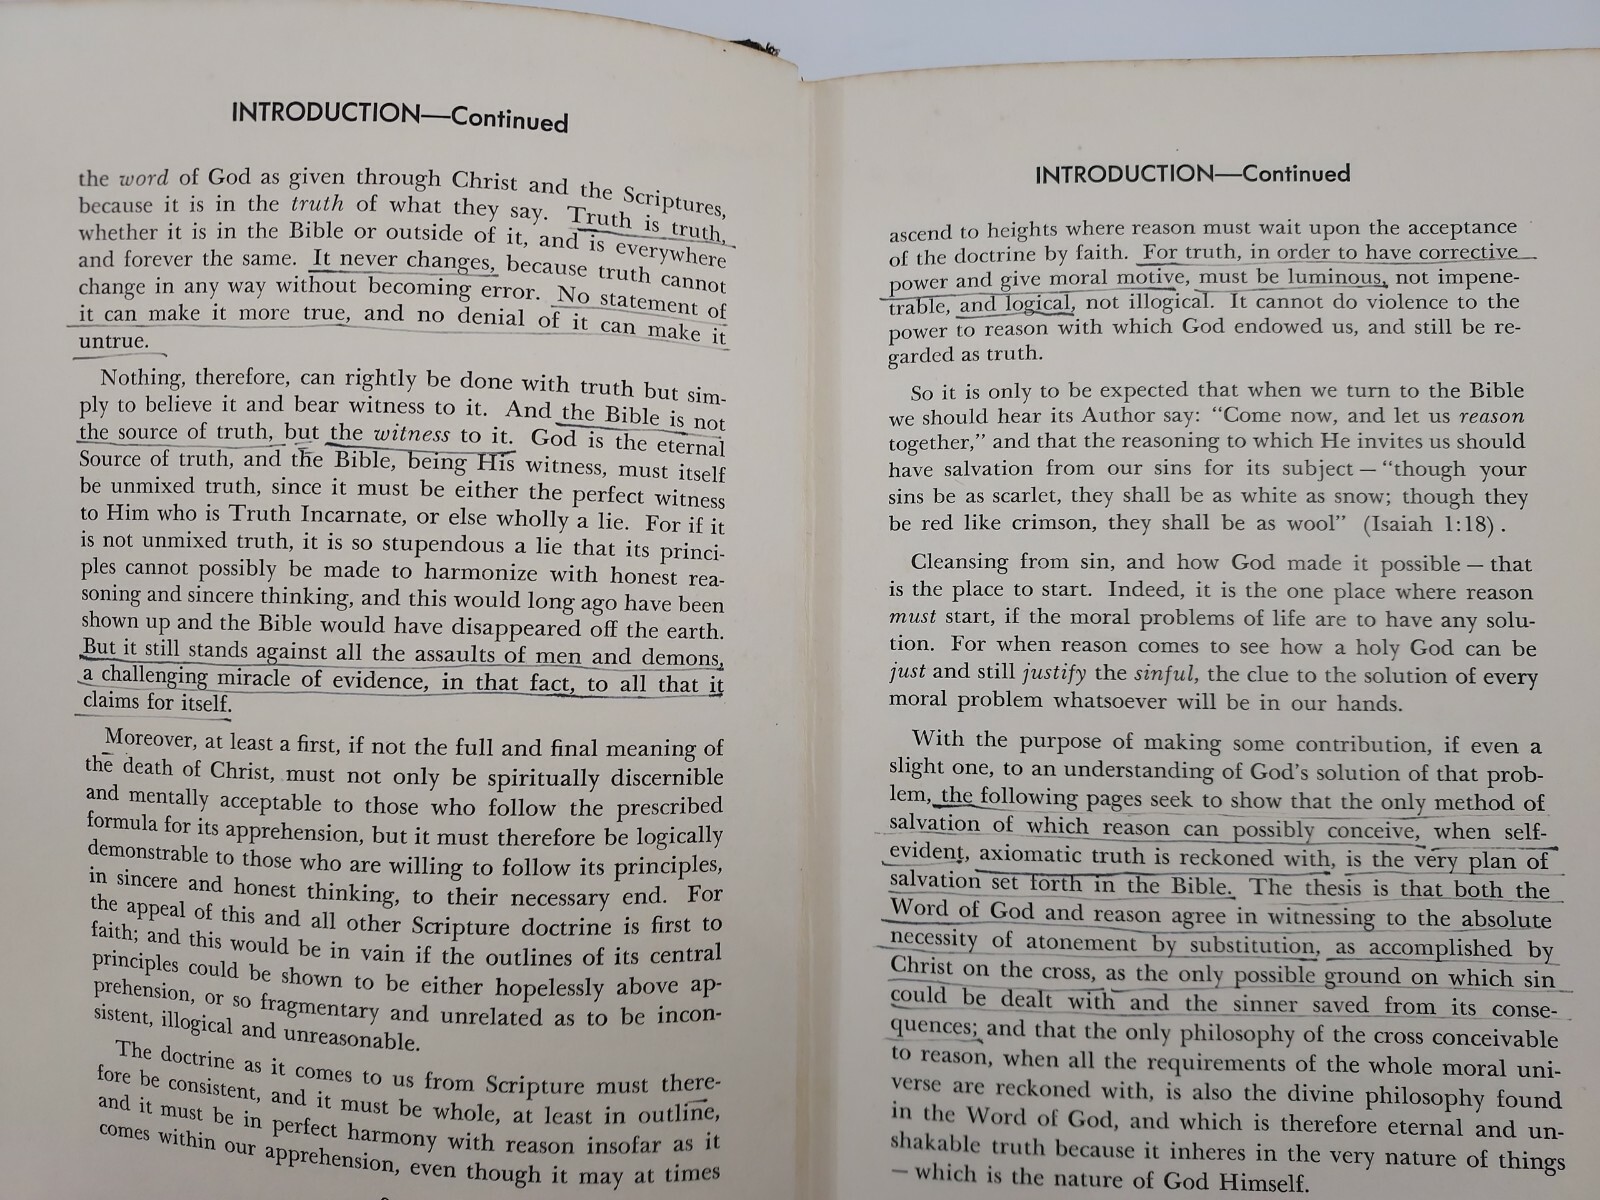 INTRODUCTION—Continued
the word of God as given through Christ and the Scriptures,
because it is in the truth of what they say. Truth is truth,
whether it is in the Bible or outside of it, and is everywhere
and forever the same. It never changes, because truth cannot
change in any way without becoming error. No statement of
it can make it more true, and no denial of it can make it
untrue.
Nothing, therefore, can rightly be done with truth but sim-
ply to believe it and bear witness to it. And the Bible is not
the source of truth, but the witness to it. God is the eternal
Source of truth, and the Bible, being His witness, must itself
be unmixed truth, since it must be either the perfect witness
to Him who is Truth Incarnate, or else wholly a lie. For if it
is not unmixed truth, it is so stupendous a lie that its princi-
ples cannot possibly be made to harmonize with honest rea-
soning and sincere thinking, and this would long ago have been
shown up and the Bible would have disappeared off the earth.
But it still stands against all the assaults of men and demons,
a challenging miracle of evidence, in that fact, to all that it
claims for itself.
Moreover, at least a first, if not the full and final meaning of
the death of Christ, must not only be spiritually discernible
and mentally acceptable to those who follow the prescribed
formula for its apprehension, but it must therefore be logically
demonstrable to those who are willing to follow its principles,
in sincere and honest thinking, to their necessary end. For
the appeal of this and all other Scripture doctrine is first to
faith; and this would be in vain if the outlines of its central
principles could be shown to be either hopelessly above ap-
prehension, or so fragmentary and unrelated as to be incon-
sistent, illogical and unreasonable.
The doctrine as it comes to us from Scripture must there-
fore be consistent, and it must be whole, at least in outline,
and it must be in perfect harmony with reason insofar as it
comes within our apprehension, even though it may at times
INTRODUCTION—Continued
ascend to heights where reason must wait upon the acceptance
of the doctrine by faith. For truth, in order to have corrective
power and give moral motive, must be luminous, not impene-
trable, and logical, not illogical. It cannot do violence to the
power to reason with which God endowed us, and still be re-
garded as truth.
So it is only to be expected that when we turn to the Bible
we should hear its Author say: “Come now, and let us reason
together,” and that the reasoning to which He invites us should
have salvation from our sins for its subject — “though your
sins be as scarlet, they shall be as white as snow; though they
be red like crimson, they shall be as wool” (Isaiah 1:18).
Cleansing from sin, and how God made it possible — that
is the place to start. Indeed, it is the one place where reason
must start, if the moral problems of life are to have any solu-
tion. For when reason comes to see how a holy God can be
just and still justify the sinful, the clue to the solution of every
moral problem whatsoever will be in our hands.
With the purpose of making some contribution, if even a
slight one, to an understanding of God's solution of that prob-
lem, the following pages seek to show that the only method of
salvation of which reason can possibly conceive, when self-
evident, axiomatic truth is reckoned with, is the very plan of
salvation set forth in the Bible. The thesis is that both the
Word of God and reason agree in witnessing to the absolute
necessity of atonement by substitution, as accomplished by
Christ on the cross, as the only possible ground on which sin
could be dealt with and the sinner saved from its conse-
quences; and that the only philosophy of the cross conceivable
to reason, when all the requirements of the whole moral uni-
verse are reckoned with, is also the divine philosophy found
in the Word of God, and which is therefore eternal and un-
shakable truth because it inheres in the very nature of things
— which is the nature of God Himself.